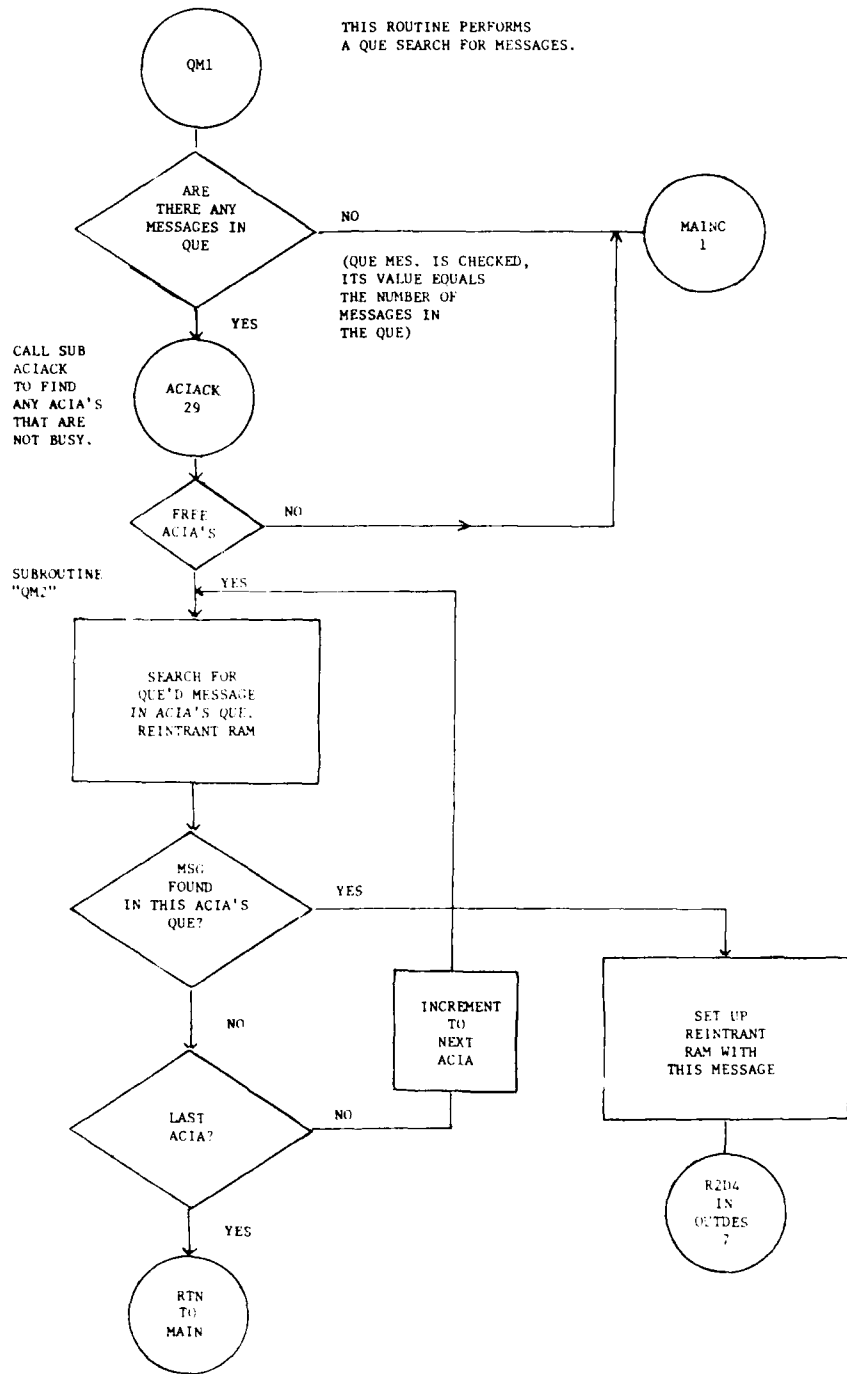 THIS ROUTINE PERFORMS
A QUE SEARCH FOR MESSAGES.
QM1
ARE
THERE ANY
MESSAGES IN
QUE
NO
MAINC
1
(QUE MES. IS CHECKED,
ITS VALUE EQUALS
THE NUMBER OF
MESSAGES IN
THE QUE)
YES
CALL SUB
ACIACK
TO FIND
ANY ACIA'S
THAT ARE
NOT BUSY.
ACIACK
29
FREE
ACIA'S
NO
SUBROUTINE
"QM2"
YES
SEARCH FOR
QUE'D MESSAGE
IN ACIA'S QUE.
REINTRANT RAM
MSG
FOUND
IN THIS ACIA'S
QUE?
YES
NO
INCREMENT
TO
NEXT
ACIA
SET UP
REINTRANT
RAM WITH
THIS MESSAGE
LAST
ACIA?
NO
R2D4
IN
OUTDES
7
YES
RTN
TO
MAIN